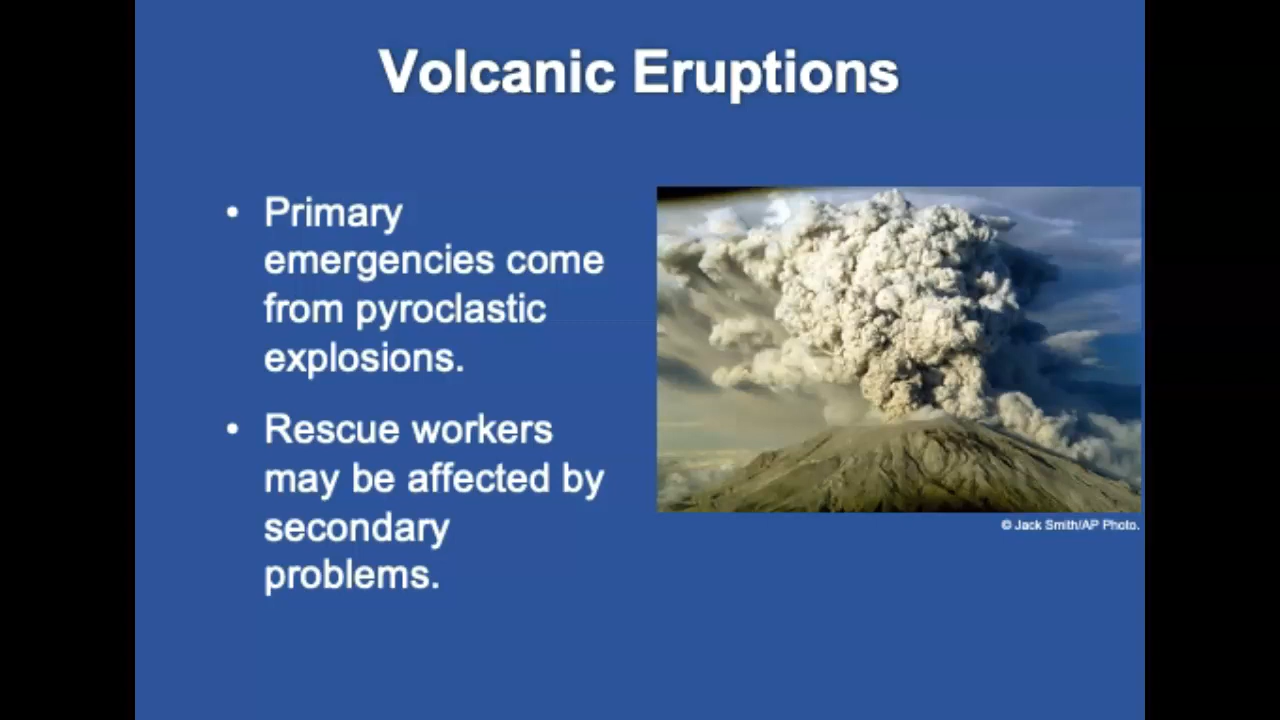 Volcanic Eruptions
• Primary
emergencies come
from pyroclastic
explosions.
• Rescue workers
may be affected by
secondary
problems.
© Jack Smith/AP Photo.